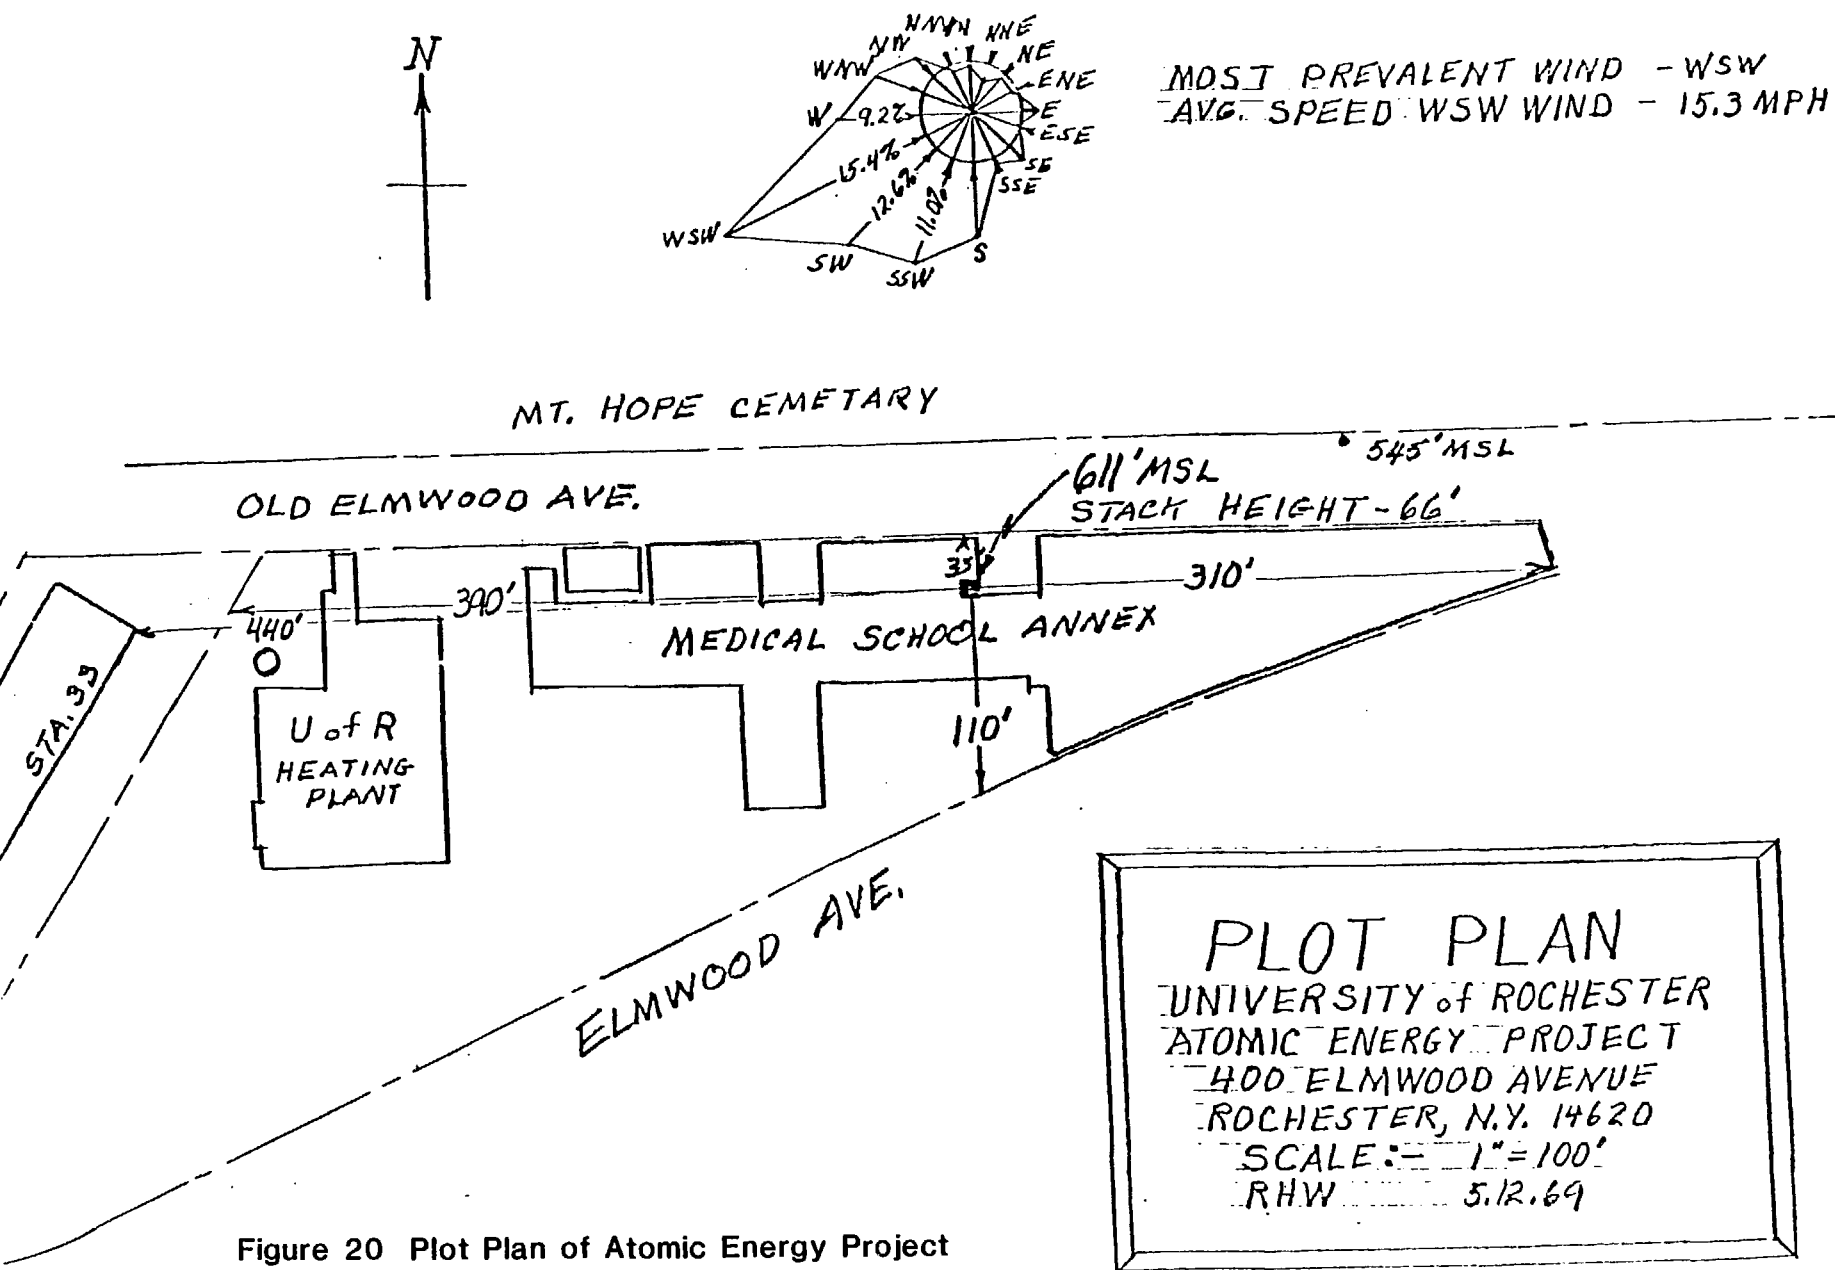 N
NNW
N
NNE
NW
NE
WNW
ENE
W
9.2%
E
ESE
15.4%
12.6%
11.0%
SE
SSE
WSW
SW
SSW
S
MOST PREVALENT WIND - WSW
AVG. SPEED WSW WIND - 15.3 MPH
MT. HOPE CEMETARY
545' MSL
611' MSL
STACK HEIGHT - 66'
OLD ELMWOOD AVE.
35'
310'
390'
440'
MEDICAL SCHOOL ANNEX
STA. 33
U of R
HEATING
PLANT
110'
ELMWOOD AVE.
PLOT PLAN
UNIVERSITY of ROCHESTER
ATOMIC ENERGY PROJECT
400 ELMWOOD AVENUE
ROCHESTER, N.Y. 14620
SCALE:- 1"=100'
RHW 5.12.69
Figure 20 Plot Plan of Atomic Energy Project